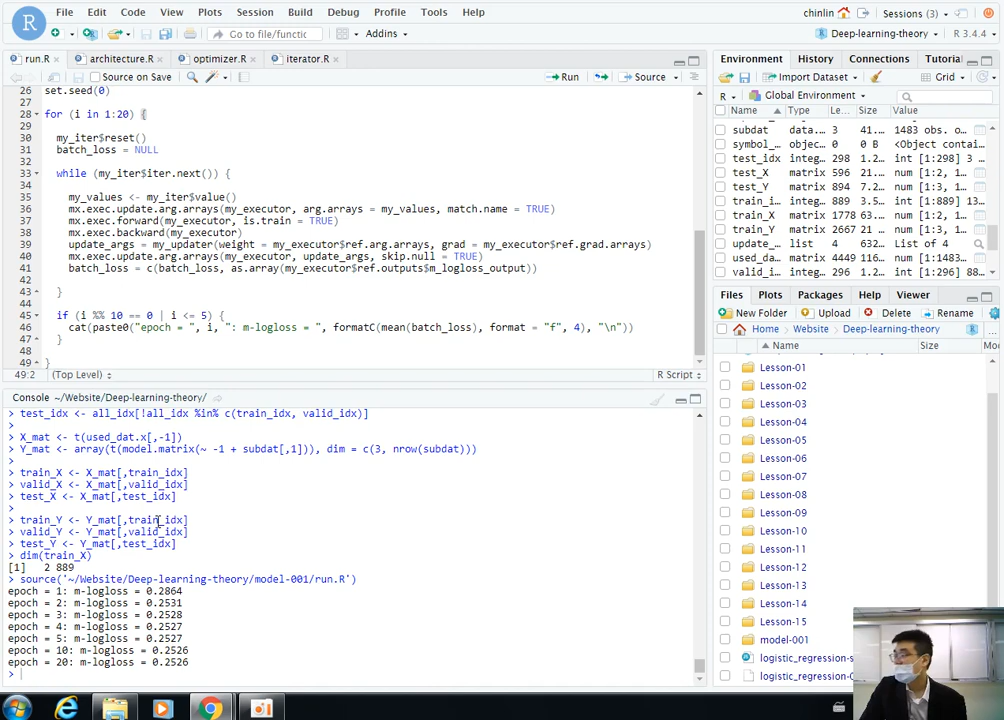 File Edit Code View Plots Session Build Debug Profile Tools Help
chinlin Sessions (3)
Go to file/functic Addins
Deep-learning-theory R 3.4.4
run.R architecture.R optimizer.R iterator.R
Source on Save Run Source
26 set.seed(0)
27
28 for (i in 1:20) {
29
30 my_iter$reset()
31 batch_loss = NULL
32
33 while (my_iter$iter.next()) {
34
35 my_values <- my_iter$value()
36 mx.exec.update.arg.arrays(my_executor, arg.arrays = my_values, match.name = TRUE)
37 mx.exec.forward(my_executor, is.train = TRUE)
38 mx.exec.backward(my_executor)
39 update_args = my_updater(weight = my_executor$ref.arg.arrays, grad = my_executor$ref.grad.arrays)
40 mx.exec.update.arg.arrays(my_executor, update_args, skip.null = TRUE)
41 batch_loss = c(batch_loss, as.array(my_executor$ref.outputs$m_logloss_output))
42
43 }
44
45 if (i %% 10 == 0 | i <= 5) {
46 cat(paste0("epoch = ", i, ": m-logloss = ", formatC(mean(batch_loss), format = "f", 4), "\n"))
47 }
48
49 }
49:2 (Top Level) R Script
Console ~/Website/Deep-learning-theory/
> test_idx <- all_idx[!all_idx %in% c(train_idx, valid_idx)]
>
> X_mat <- t(used_dat.x[,-1])
> Y_mat <- array(t(model.matrix(~ -1 + subdat[,1])), dim = c(3, nrow(subdat)))
>
> train_X <- X_mat[,train_idx]
> valid_X <- X_mat[,valid_idx]
> test_X <- X_mat[,test_idx]
>
> train_Y <- Y_mat[,train_idx]
> valid_Y <- Y_mat[,valid_idx]
> test_Y <- Y_mat[,test_idx]
> dim(train_X)
[1] 2 889
> source('~/Website/Deep-learning-theory/model-001/run.R')
epoch = 1: m-logloss = 0.2864
epoch = 2: m-logloss = 0.2531
epoch = 3: m-logloss = 0.2528
epoch = 4: m-logloss = 0.2527
epoch = 5: m-logloss = 0.2527
epoch = 10: m-logloss = 0.2526
epoch = 20: m-logloss = 0.2526
>
Environment History Connections Tutorial
Import Dataset Grid
R Global Environment
Name Type Le... Size Value
subdat data... 3 41... 1483 obs. o...
symbol_... objec... 0 0 B <Object contai...
test_idx integ... 298 1.2... int [1:298] 3 ...
test_X matrix 596 1.2... num [1:2, 1...
test_Y matrix 894 7.2... num [1:3, 1...
train_i... integ... 889 3.... int [1:889] 13...
train_X matrix 1778 63... num [1:2, 1...
train_Y matrix 2667 21 ... num [1:3, 1...
update_... list 4 632... List of 4
used_da... matrix 4449 116... num [1:1483...
valid_i... integ... 296 1.2... int [1:296] 88...
Files Plots Packages Help Viewer
New Folder Upload Delete Rename
Home Website Deep-learning-theory
Name Size Mo
Lesson-01
Lesson-02
Lesson-03
Lesson-04
Lesson-05
Lesson-06
Lesson-07
Lesson-08
Lesson-09
Lesson-10
Lesson-11
Lesson-12
Lesson-13
Lesson-14
Lesson-15
model-001
logistic_regression-s
logistic_regression-